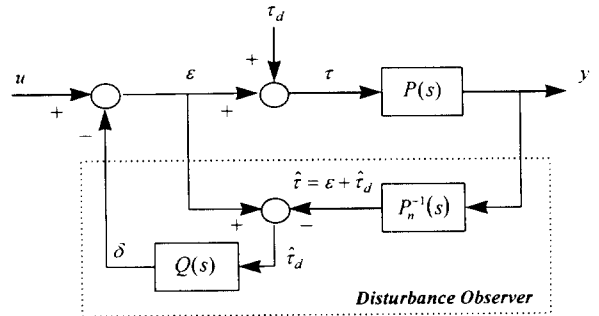 τ_d
+
u
ε
τ
P(s)
y
+
+
−
τ̂ = ε + τ̂_d
P_n^{-1}(s)
+
−
δ
Q(s)
τ̂_d
Disturbance Observer